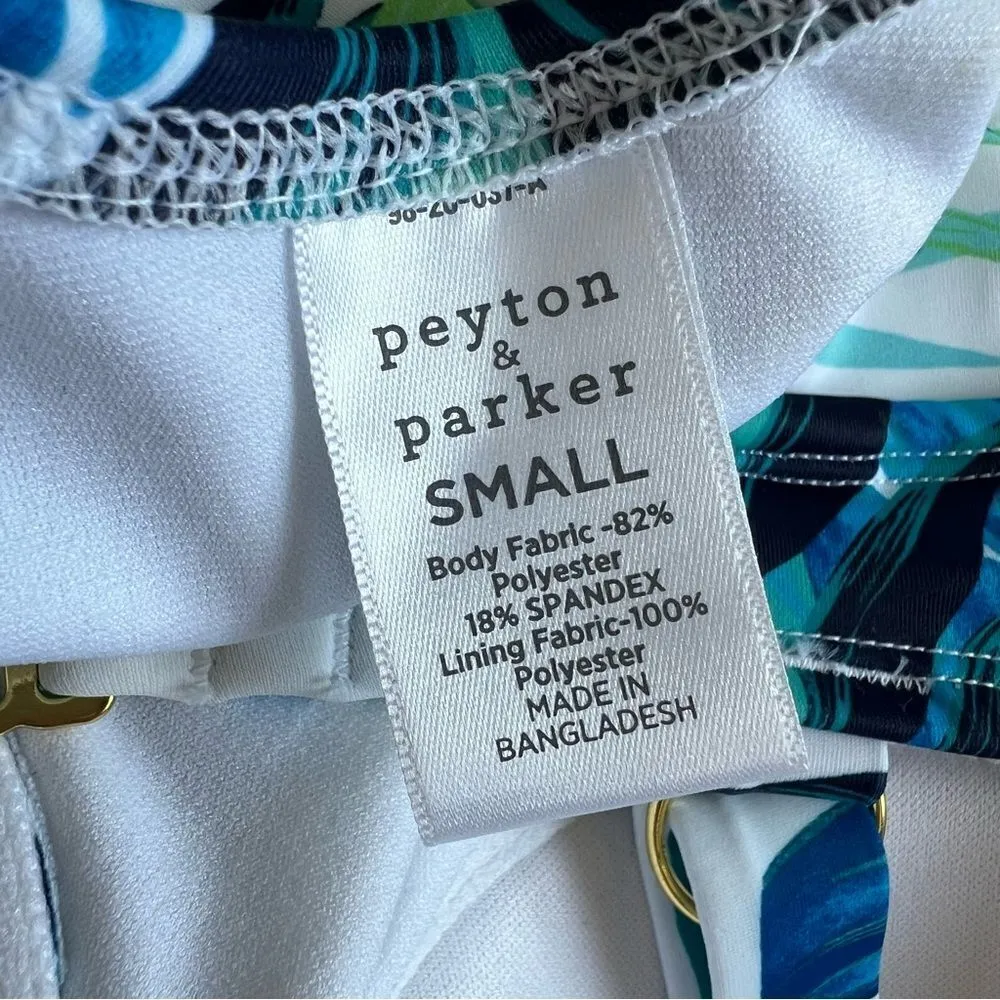 peyton
&
parker
SMALL
Body Fabric -82%
Polyester
18% SPANDEX
Lining Fabric-100%
Polyester
MADE IN
BANGLADESH